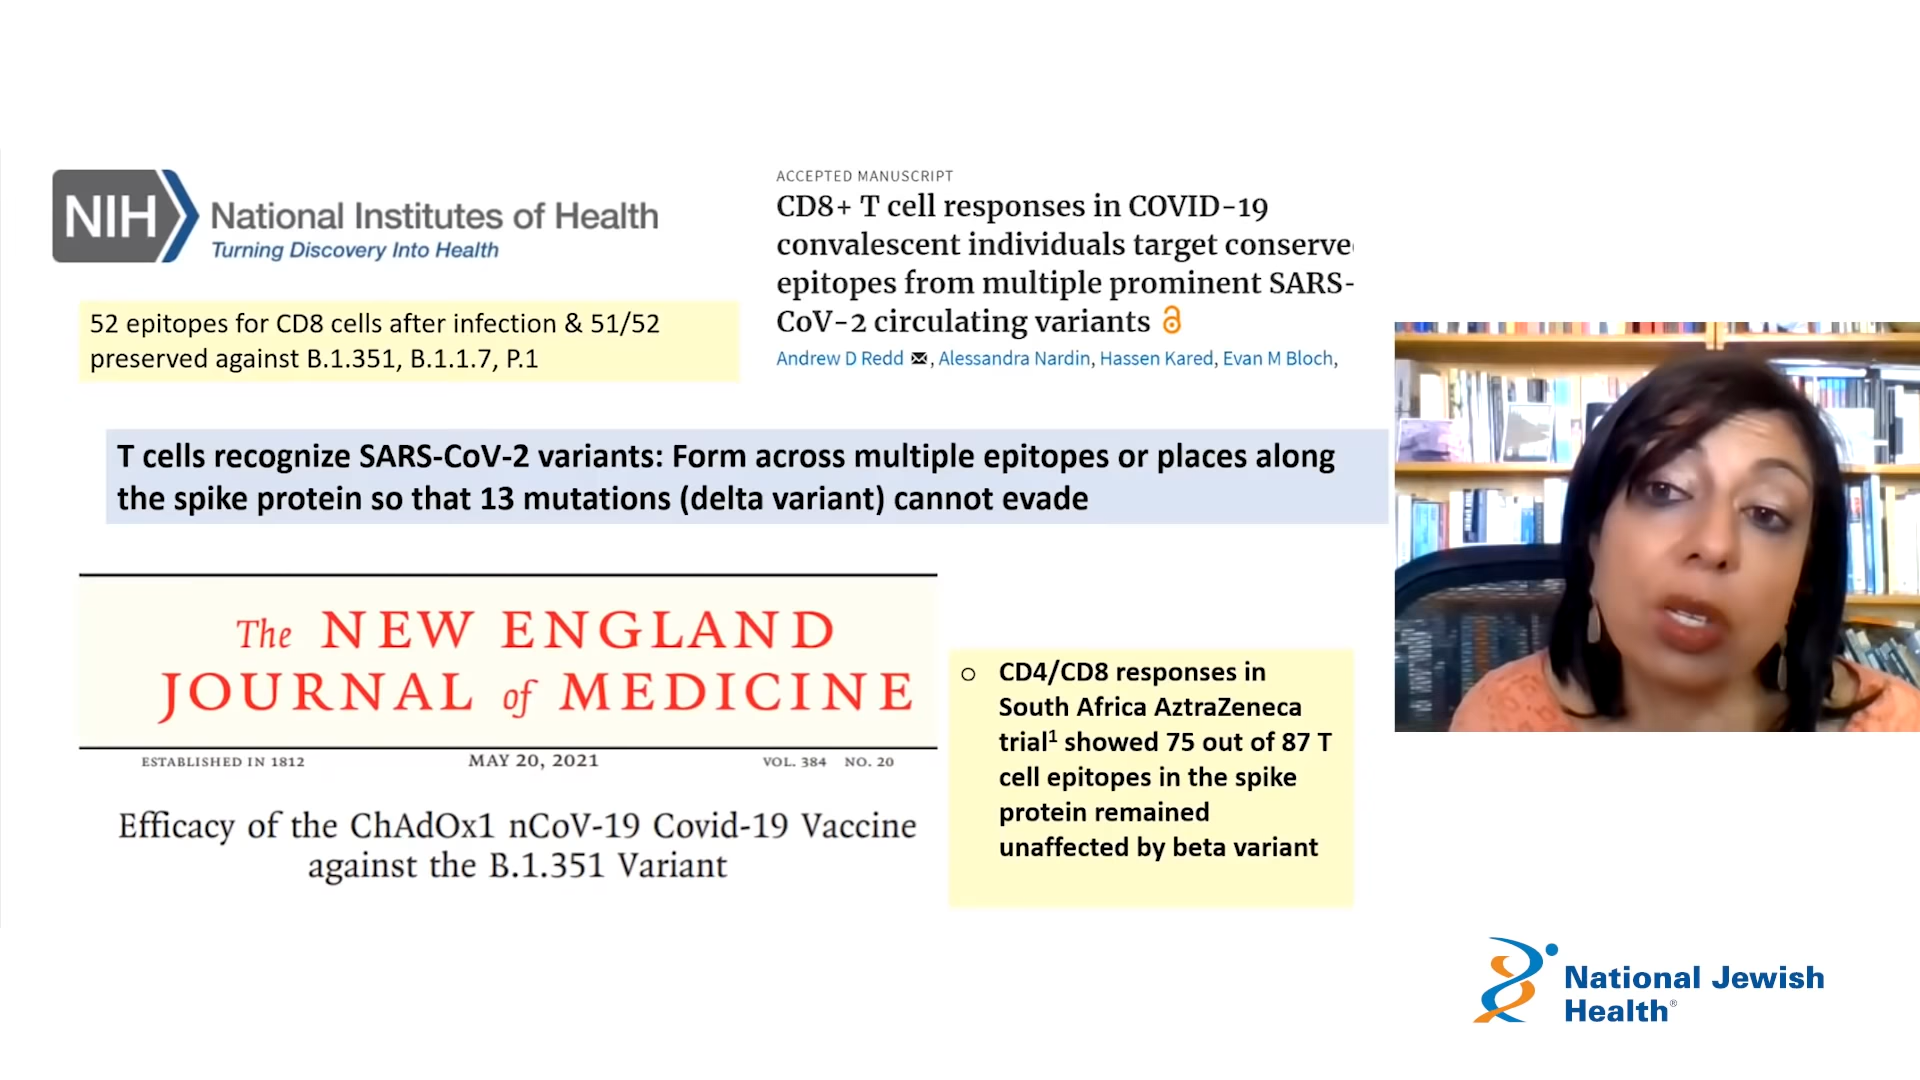 NIH National Institutes of Health
Turning Discovery Into Health
52 epitopes for CD8 cells after infection & 51/52
preserved against B.1.351, B.1.1.7, P.1
ACCEPTED MANUSCRIPT
CD8+ T cell responses in COVID-19
convalescent individuals target conserve
epitopes from multiple prominent SARS-
CoV-2 circulating variants
Andrew D Redd, Alessandra Nardin, Hassen Kared, Evan M Bloch,
T cells recognize SARS-CoV-2 variants: Form across multiple epitopes or places along
the spike protein so that 13 mutations (delta variant) cannot evade
The NEW ENGLAND
JOURNAL of MEDICINE
ESTABLISHED IN 1812 MAY 20, 2021 VOL. 384 NO. 20
Efficacy of the ChAdOx1 nCoV-19 Covid-19 Vaccine
against the B.1.351 Variant
○ CD4/CD8 responses in
South Africa AztraZeneca
trial¹ showed 75 out of 87 T
cell epitopes in the spike
protein remained
unaffected by beta variant
National Jewish
Health®